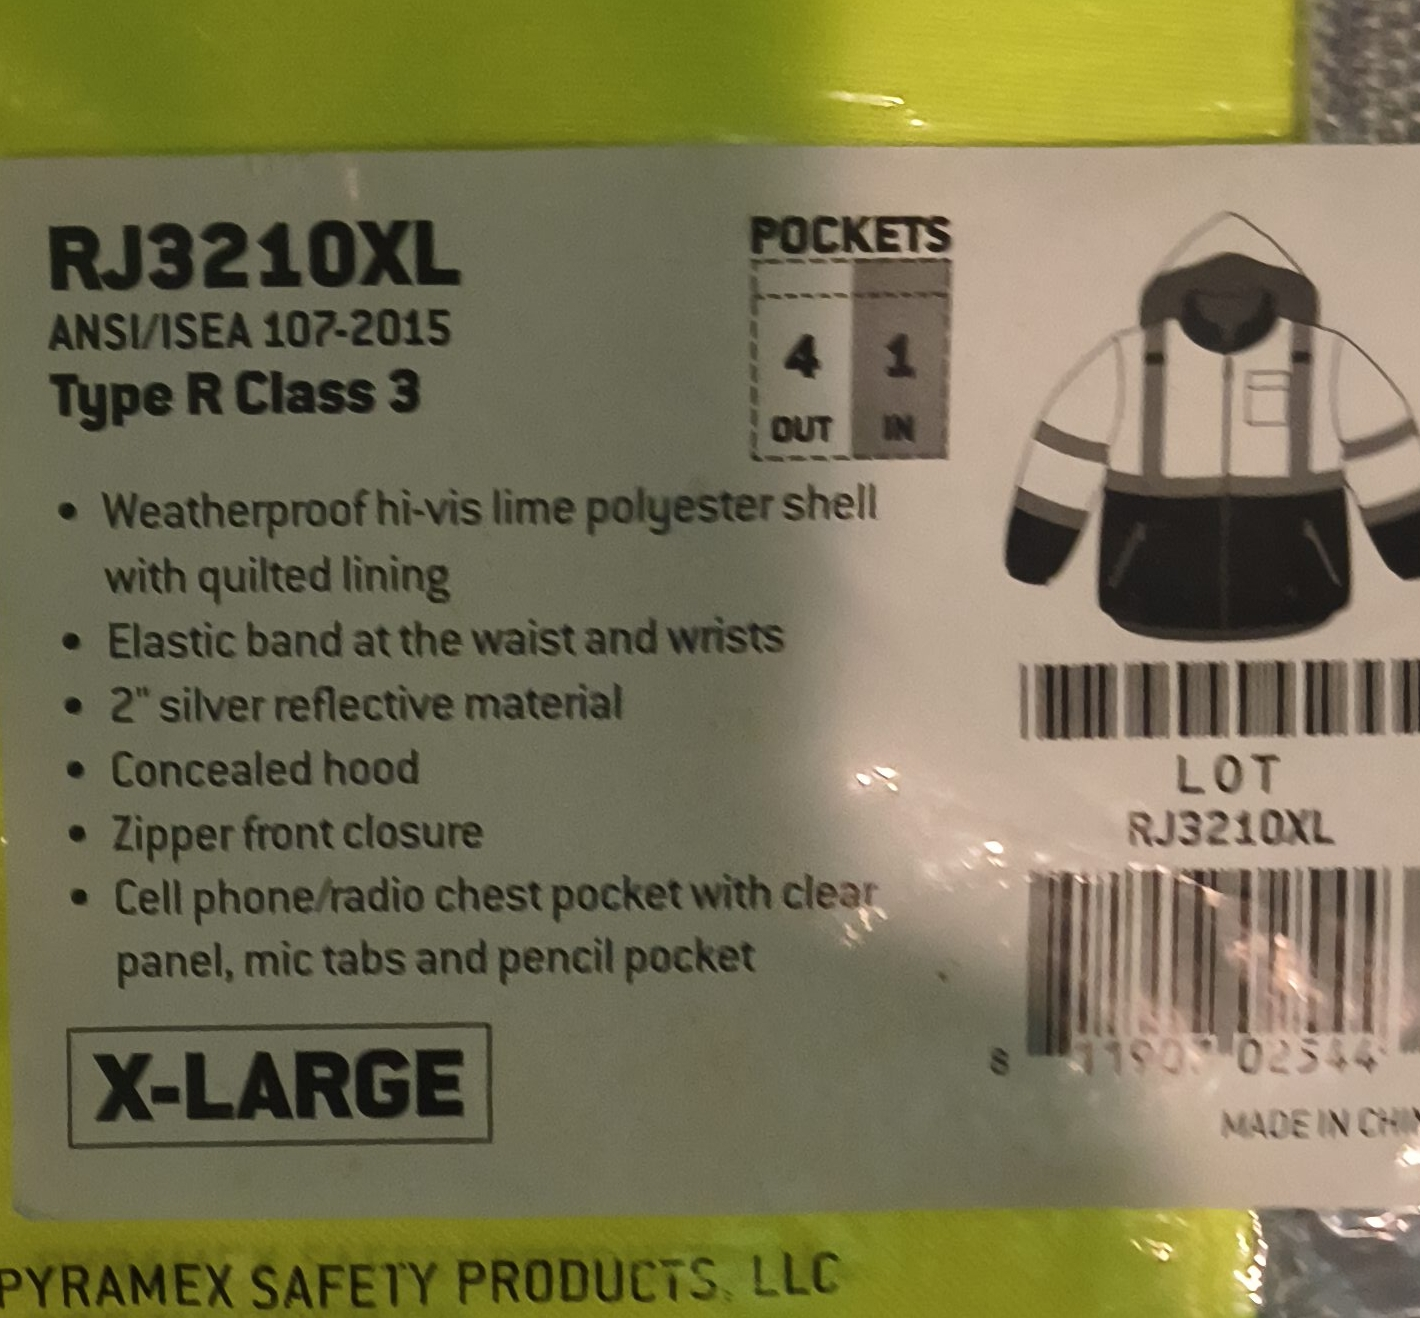 RJ3210XL
ANSI/ISEA 107-2015
Type R Class 3
POCKETS
4 1
OUT IN
• Weatherproof hi-vis lime polyester shell
with quilted lining
• Elastic band at the waist and wrists
• 2" silver reflective material
• Concealed hood
• Zipper front closure
• Cell phone/radio chest pocket with clear
panel, mic tabs and pencil pocket
X-LARGE
LOT
RJ3210XL
8 02544
MADE IN
PYRAMEX SAFETY PRODUCTS, LLC